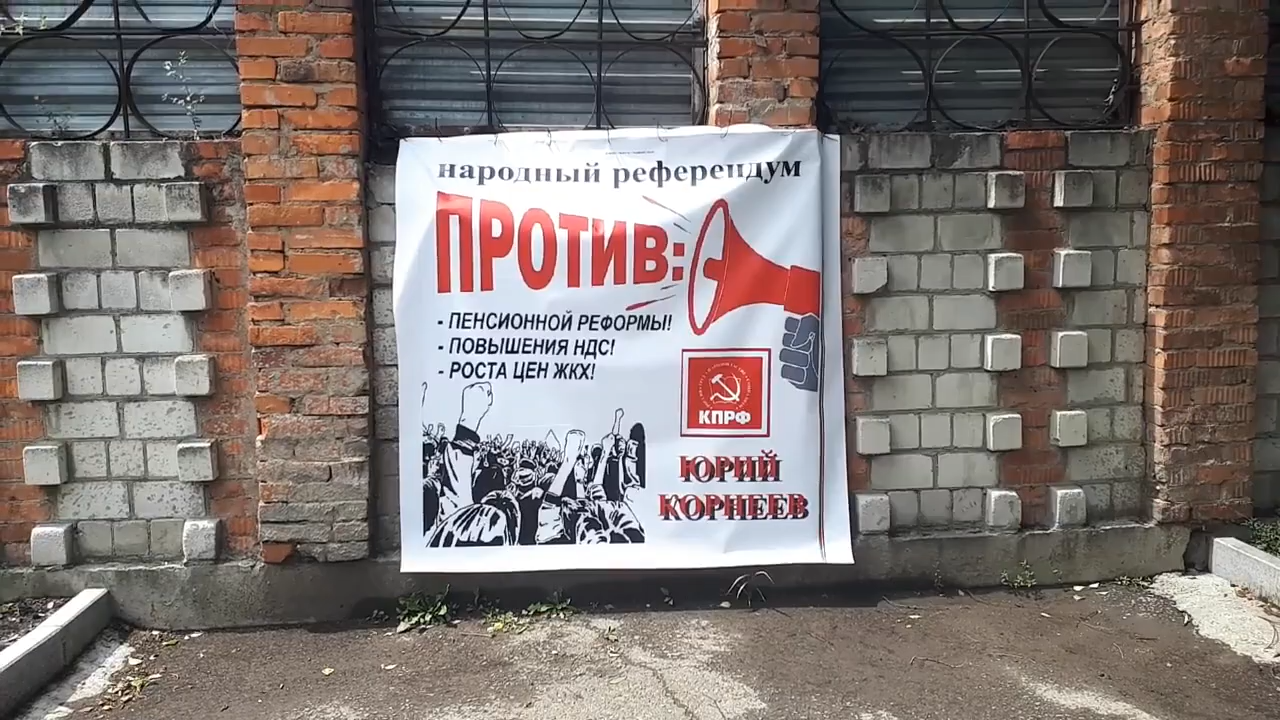 народный референдум
ПРОТИВ:
- ПЕНСИОННОЙ РЕФОРМЫ!
- ПОВЫШЕНИЯ НДС!
- РОСТА ЦЕН ЖКХ!
КПРФ
ЮРИЙ
КОРНЕЕВ